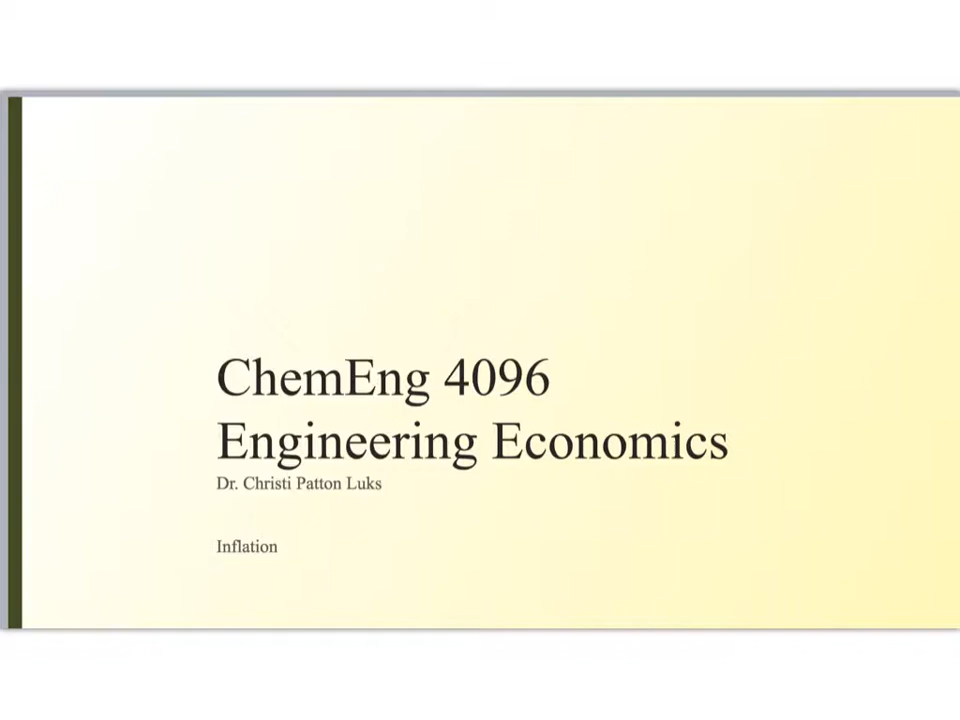 ChemEng 4096
Engineering Economics
Dr. Christi Patton Luks
Inflation